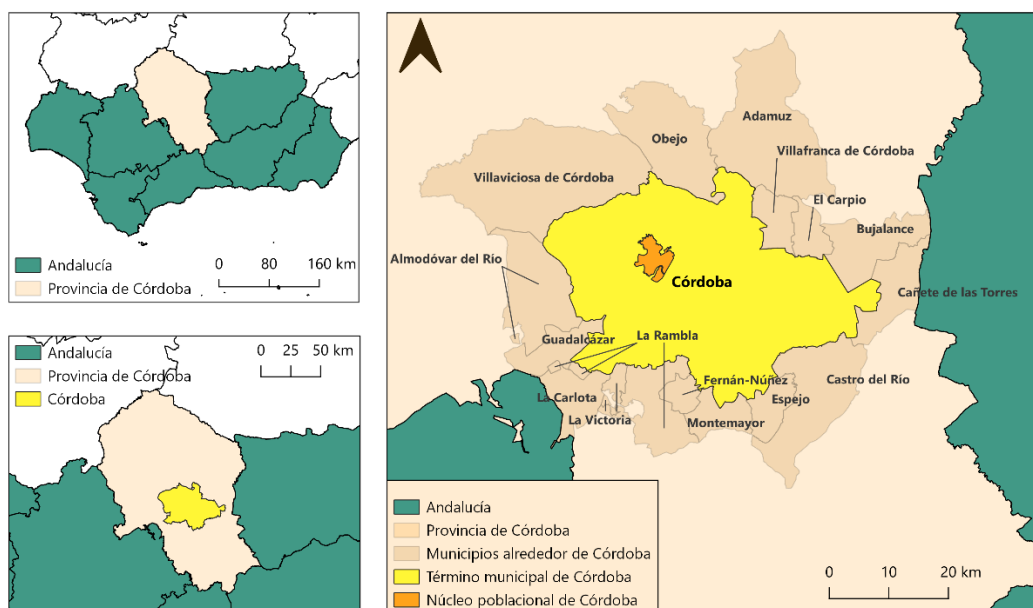 Andalucía
Provincia de Córdoba
0 80 160 km
Andalucía
Provincia de Córdoba
Córdoba
0 25 50 km
Adamuz
Obejo
Villafranca de Córdoba
Villaviciosa de Córdoba
El Carpio
Bujalance
Almodóvar del Río
Córdoba
Cañete de las Torres
Guadalcázar
La Rambla
Castro del Río
Fernán-Núñez
La Carlota
Espejo
La Victoria
Montemayor
Andalucía
Provincia de Córdoba
Municipios alrededor de Córdoba
Término municipal de Córdoba
Núcleo poblacional de Córdoba
0 10 20 km